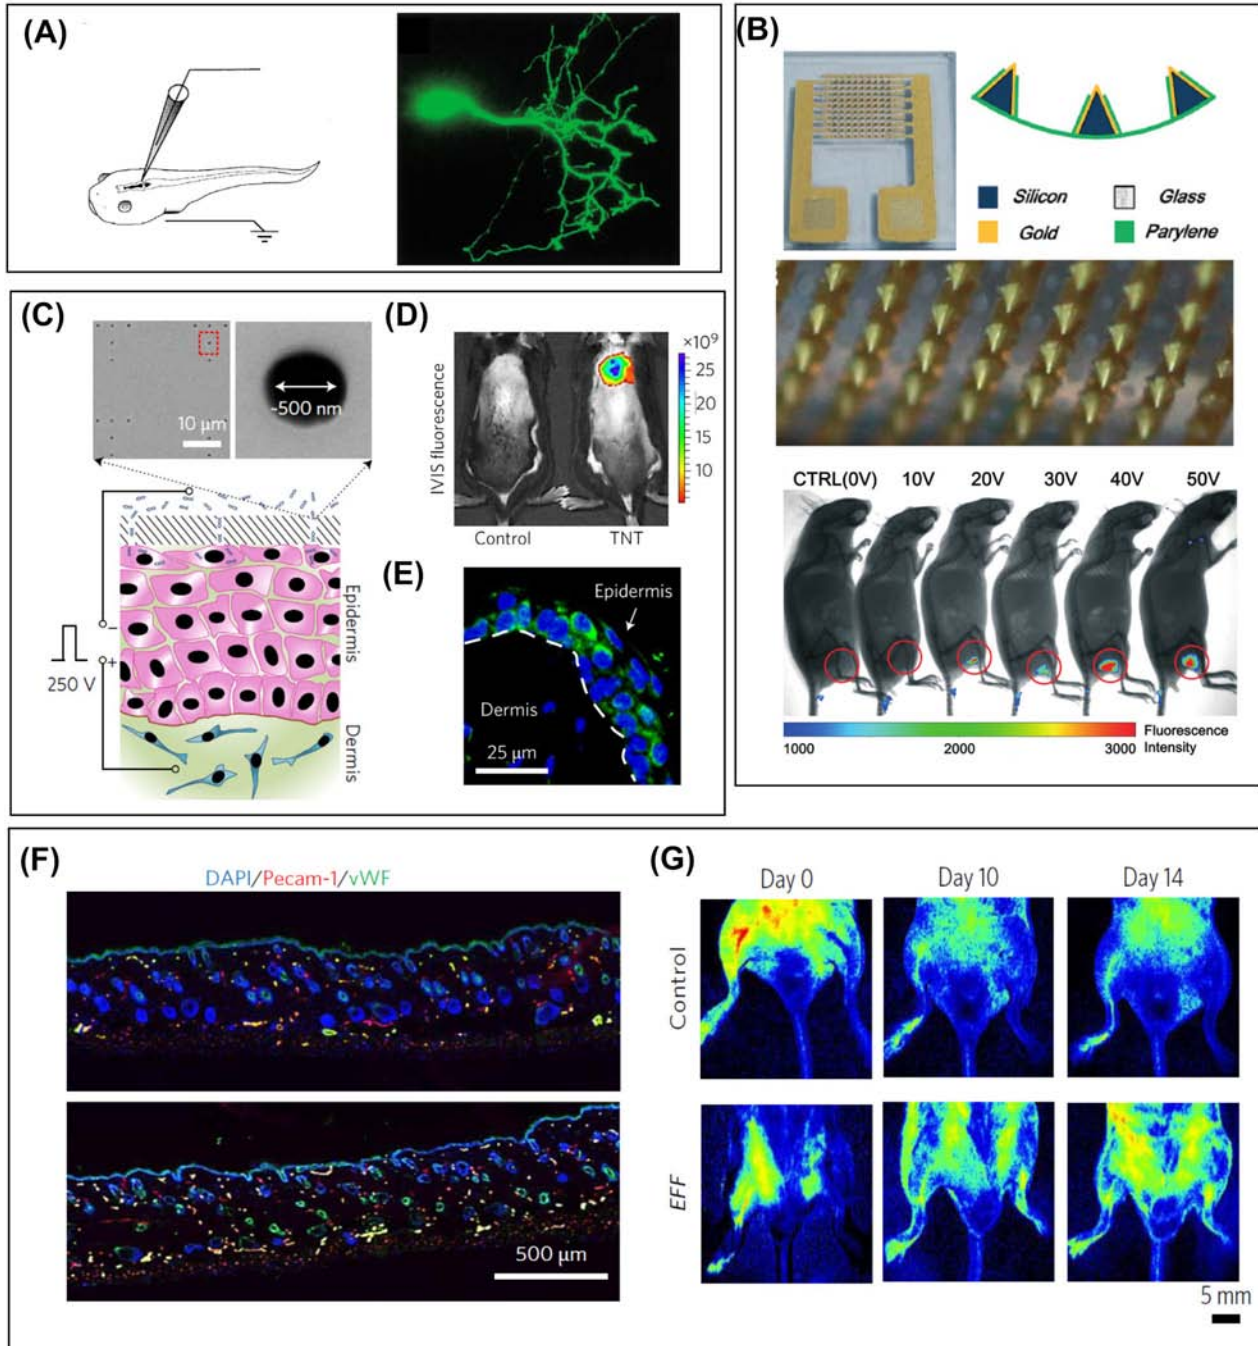 (A)
(B)
Silicon
Glass
Gold
Parylene
CTRL(0V) 10V 20V 30V 40V 50V
1000 2000 3000 Fluorescence
Intensity
(C)
10 µm
~500 nm
Epidermis
Dermis
−
+
250 V
(D)
IVIS fluorescence
×10⁹
25
20
15
10
Control TNT
(E)
Epidermis
Dermis
25 µm
(F)
DAPI/Pecam-1/vWF
500 µm
(G)
Day 0 Day 10 Day 14
Control
EFF
5 mm